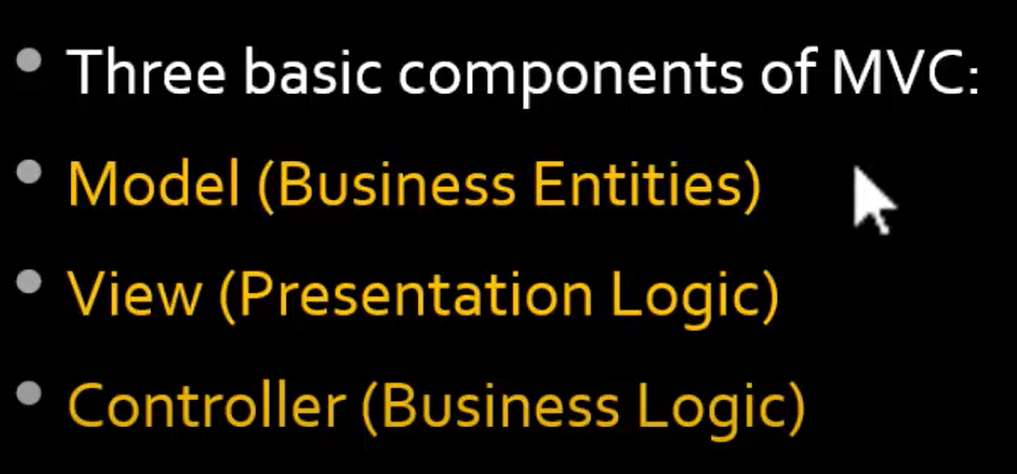 Three basic components of MVC:
Model (Business Entities)
View (Presentation Logic)
Controller (Business Logic)